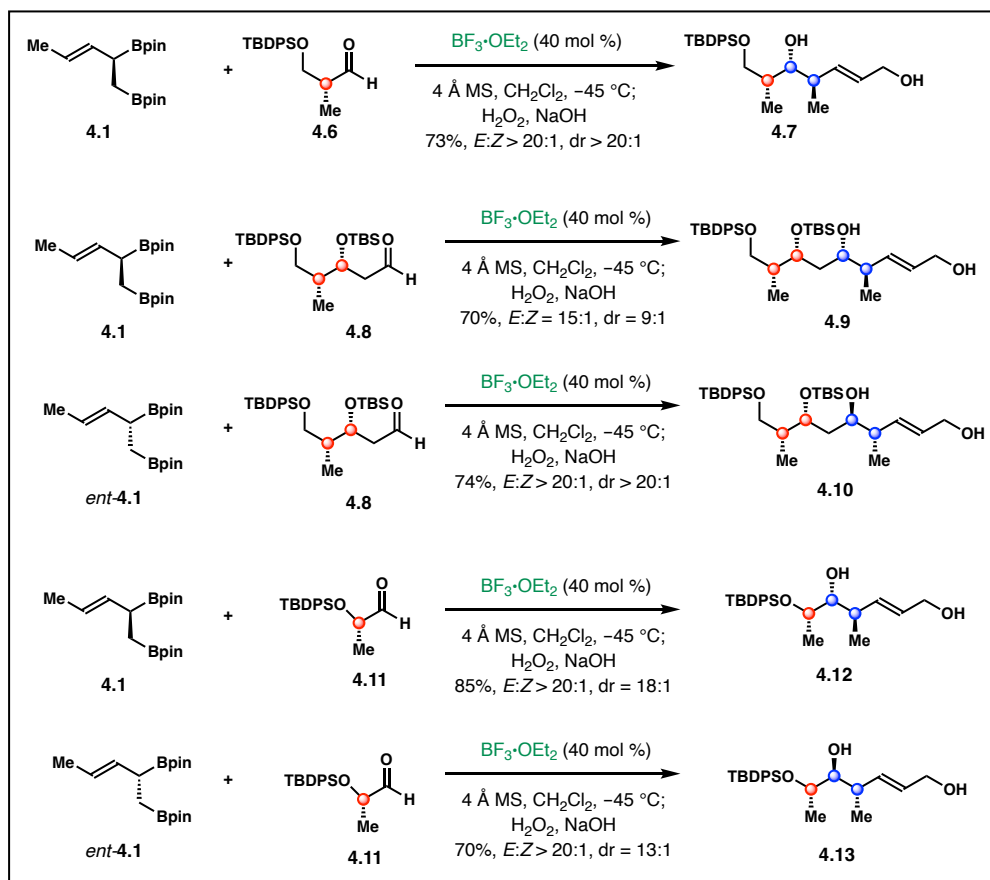 Me
Bpin
Bpin
4.1
+
TBDPSO
O
H
Me
4.6
BF3•OEt2 (40 mol %)
4 Å MS, CH2Cl2, –45 °C;
H2O2, NaOH
73%, E:Z > 20:1, dr > 20:1
TBDPSO OH
OH
Me Me
4.7
Me
Bpin
Bpin
4.1
+
TBDPSO OTBSO
H
Me
4.8
BF3•OEt2 (40 mol %)
4 Å MS, CH2Cl2, –45 °C;
H2O2, NaOH
70%, E:Z = 15:1, dr = 9:1
TBDPSO OTBSOH
OH
Me Me
4.9
Me
Bpin
Bpin
ent-4.1
+
TBDPSO OTBSO
H
Me
4.8
BF3•OEt2 (40 mol %)
4 Å MS, CH2Cl2, –45 °C;
H2O2, NaOH
74%, E:Z > 20:1, dr > 20:1
TBDPSO OTBSOH
OH
Me Me
4.10
Me
Bpin
Bpin
4.1
+
TBDPSO O
H
Me
4.11
BF3•OEt2 (40 mol %)
4 Å MS, CH2Cl2, –45 °C;
H2O2, NaOH
85%, E:Z > 20:1, dr = 18:1
OH
TBDPSO
OH
Me Me
4.12
Me
Bpin
Bpin
ent-4.1
+
TBDPSO O
H
Me
4.11
BF3•OEt2 (40 mol %)
4 Å MS, CH2Cl2, –45 °C;
H2O2, NaOH
70%, E:Z > 20:1, dr = 13:1
OH
TBDPSO
OH
Me Me
4.13